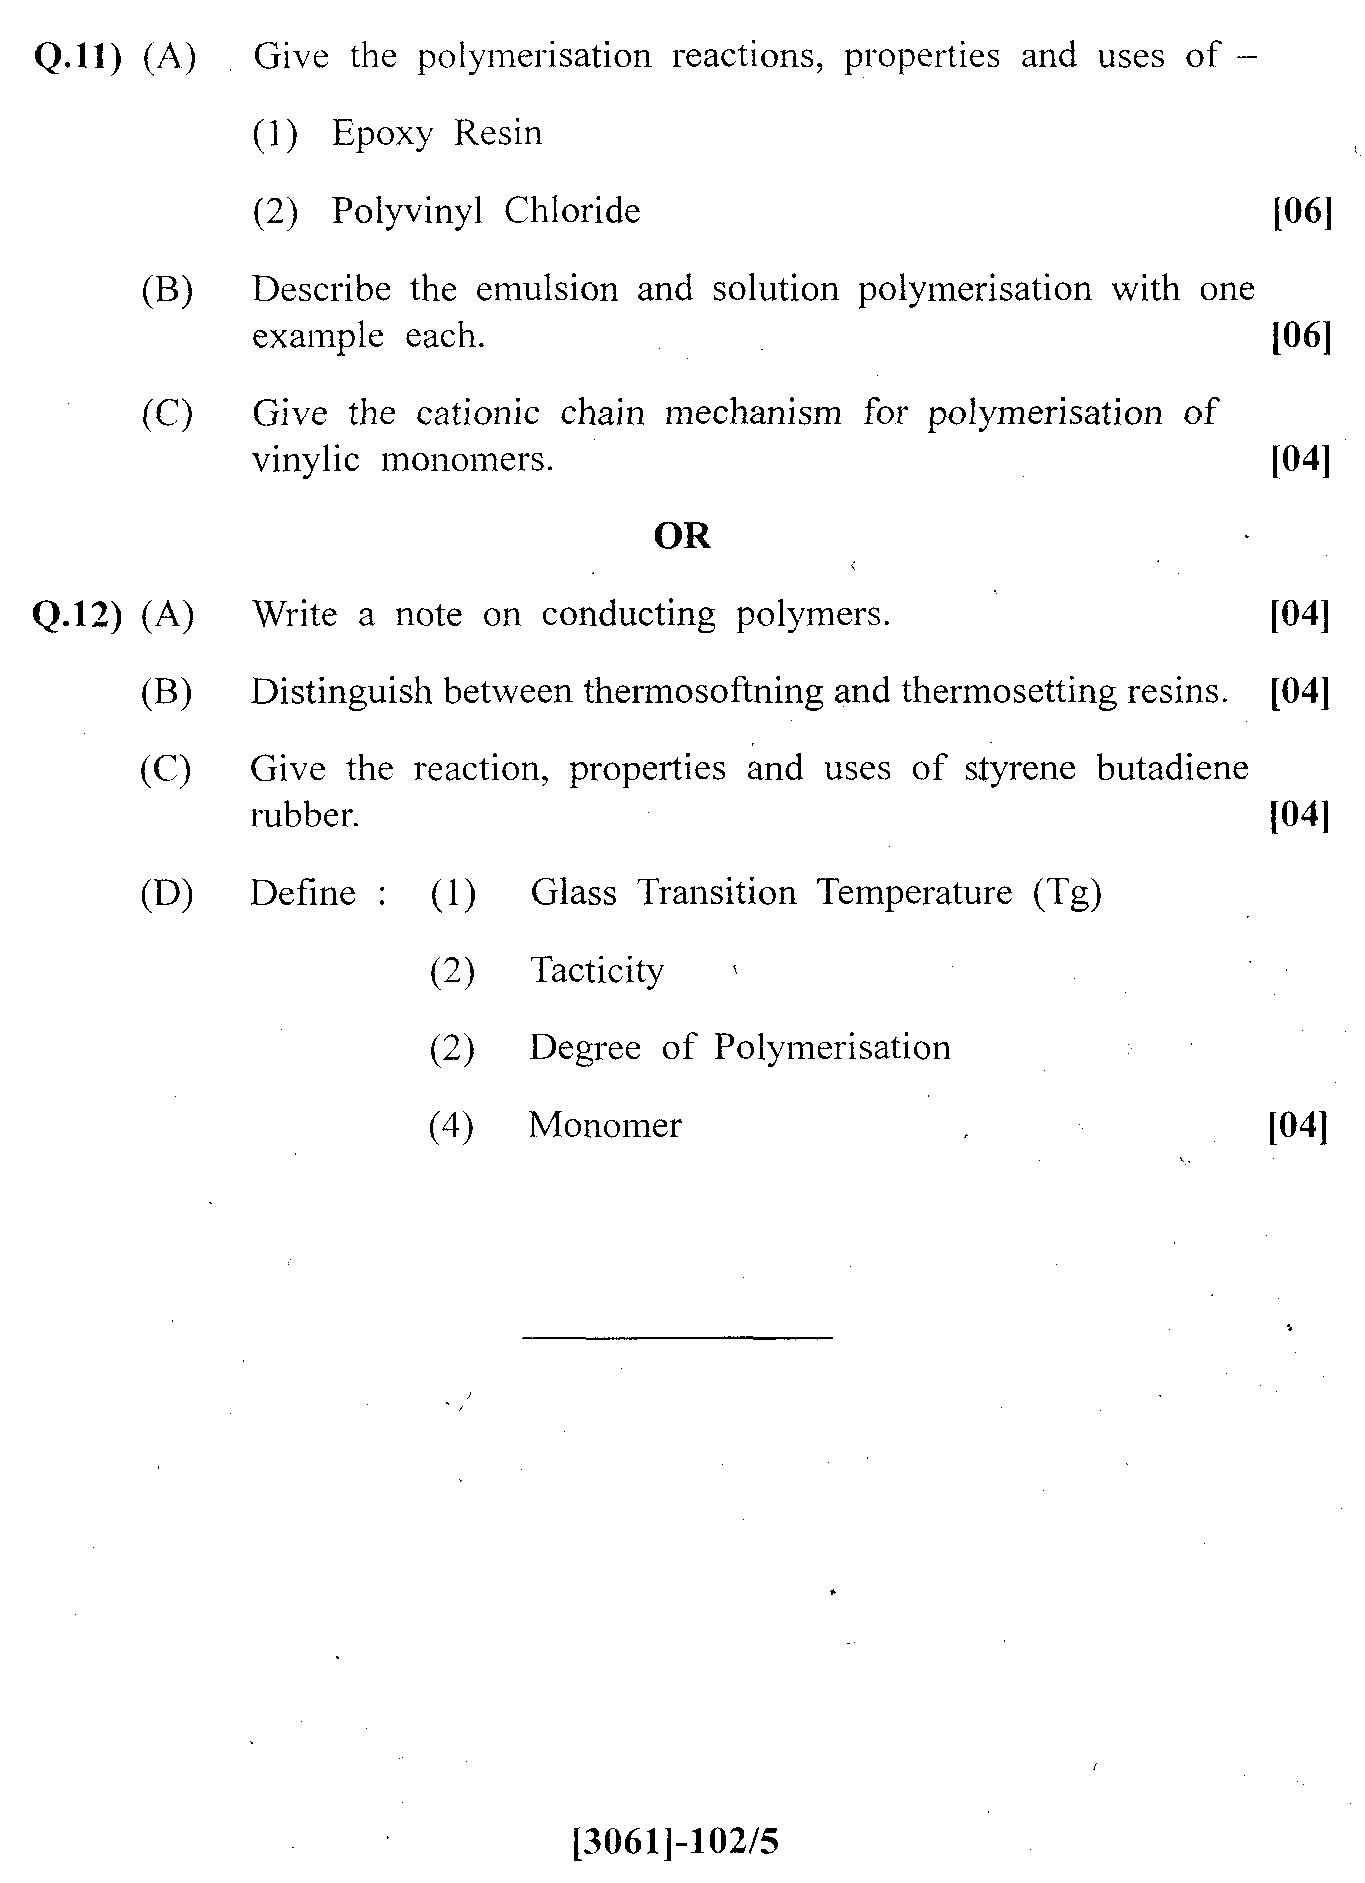 Q.11) (A) Give the polymerisation reactions, properties and uses of –
(1) Epoxy Resin
(2) Polyvinyl Chloride [06]
(B) Describe the emulsion and solution polymerisation with one
example each. [06]
(C) Give the cationic chain mechanism for polymerisation of
vinylic monomers. [04]
OR
Q.12) (A) Write a note on conducting polymers. [04]
(B) Distinguish between thermosoftning and thermosetting resins. [04]
(C) Give the reaction, properties and uses of styrene butadiene
rubber. [04]
(D) Define : (1) Glass Transition Temperature (Tg)
(2) Tacticity
(2) Degree of Polymerisation
(4) Monomer [04]
[3061]-102/5